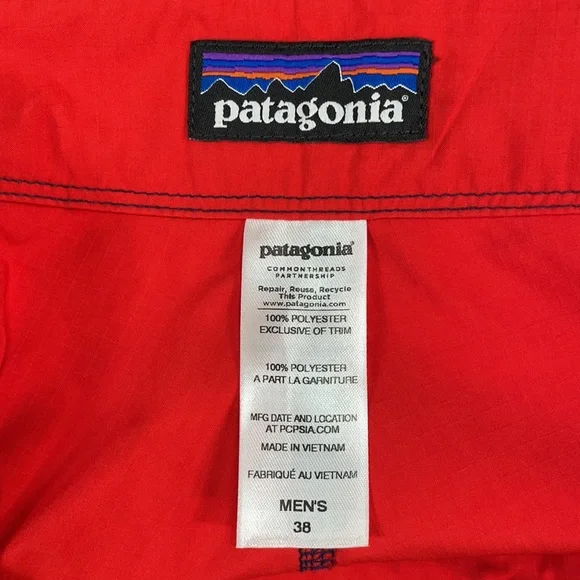 patagonia®
patagonia®
COMMONTHREADS
PARTNERSHIP
Repair, Reuse, Recycle
This Product
www.patagonia.com
100% POLYESTER
EXCLUSIVE OF TRIM
100% POLYESTER
A PART LA GARNITURE
MFG DATE AND LOCATION
AT PCPSIA.COM
MADE IN VIETNAM
FABRIQUÉ AU VIETNAM
MEN'S
38